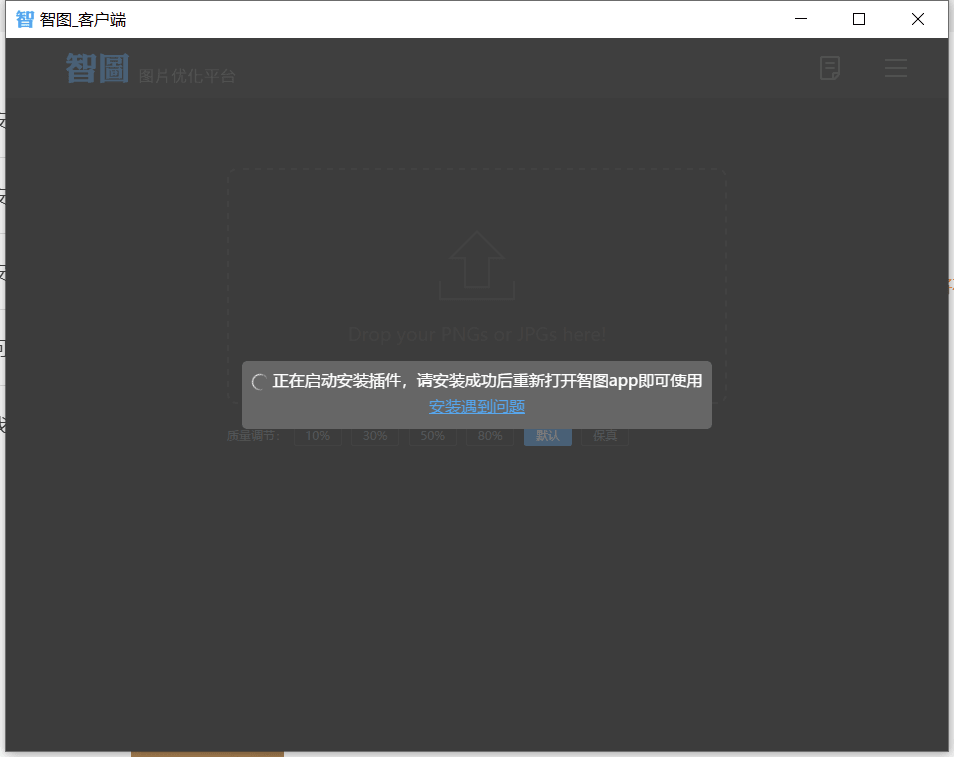 智 智图_客户端
智圖 图片优化平台
Drop your PNGs or JPGs here!
正在启动安装插件，请安装成功后重新打开智图app即可使用
安装遇到问题
质量调节： 10% 30% 50% 80% 默认 保真